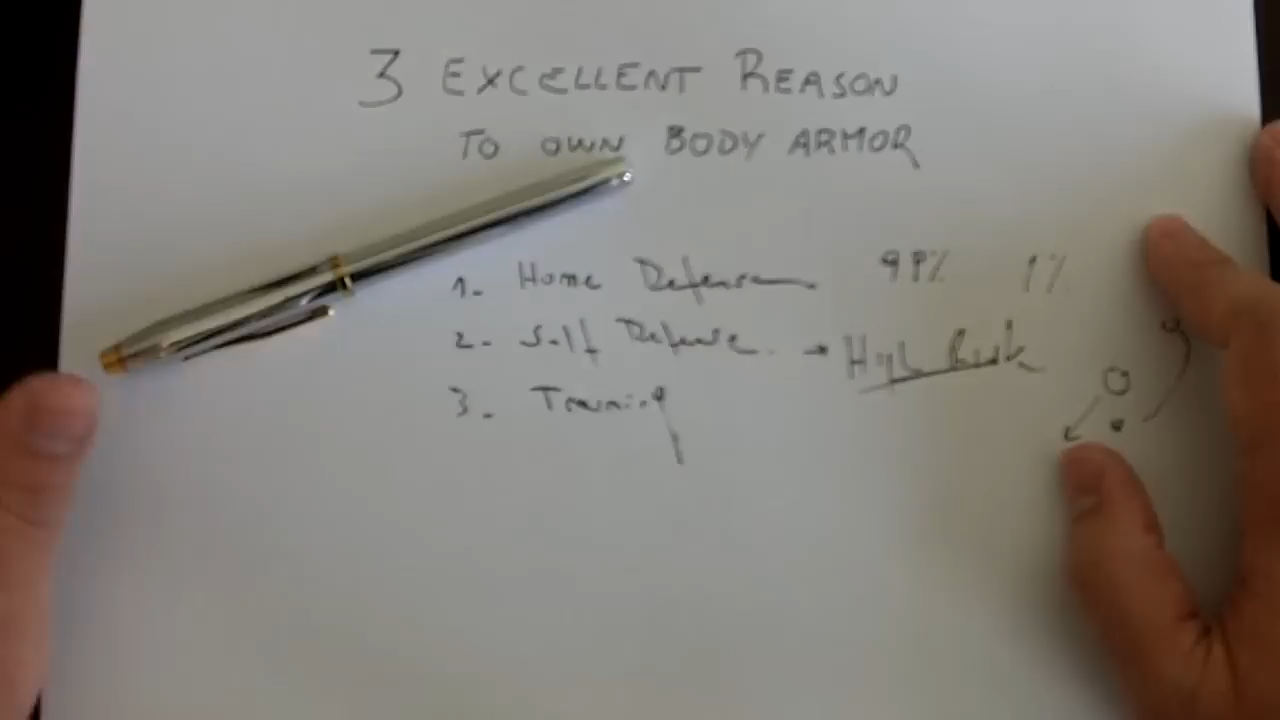 3 EXCELLENT REASON
TO OWN BODY ARMOR
1. Home Defense 99% 1%
2. Self Defense. → High Risk
3. Training